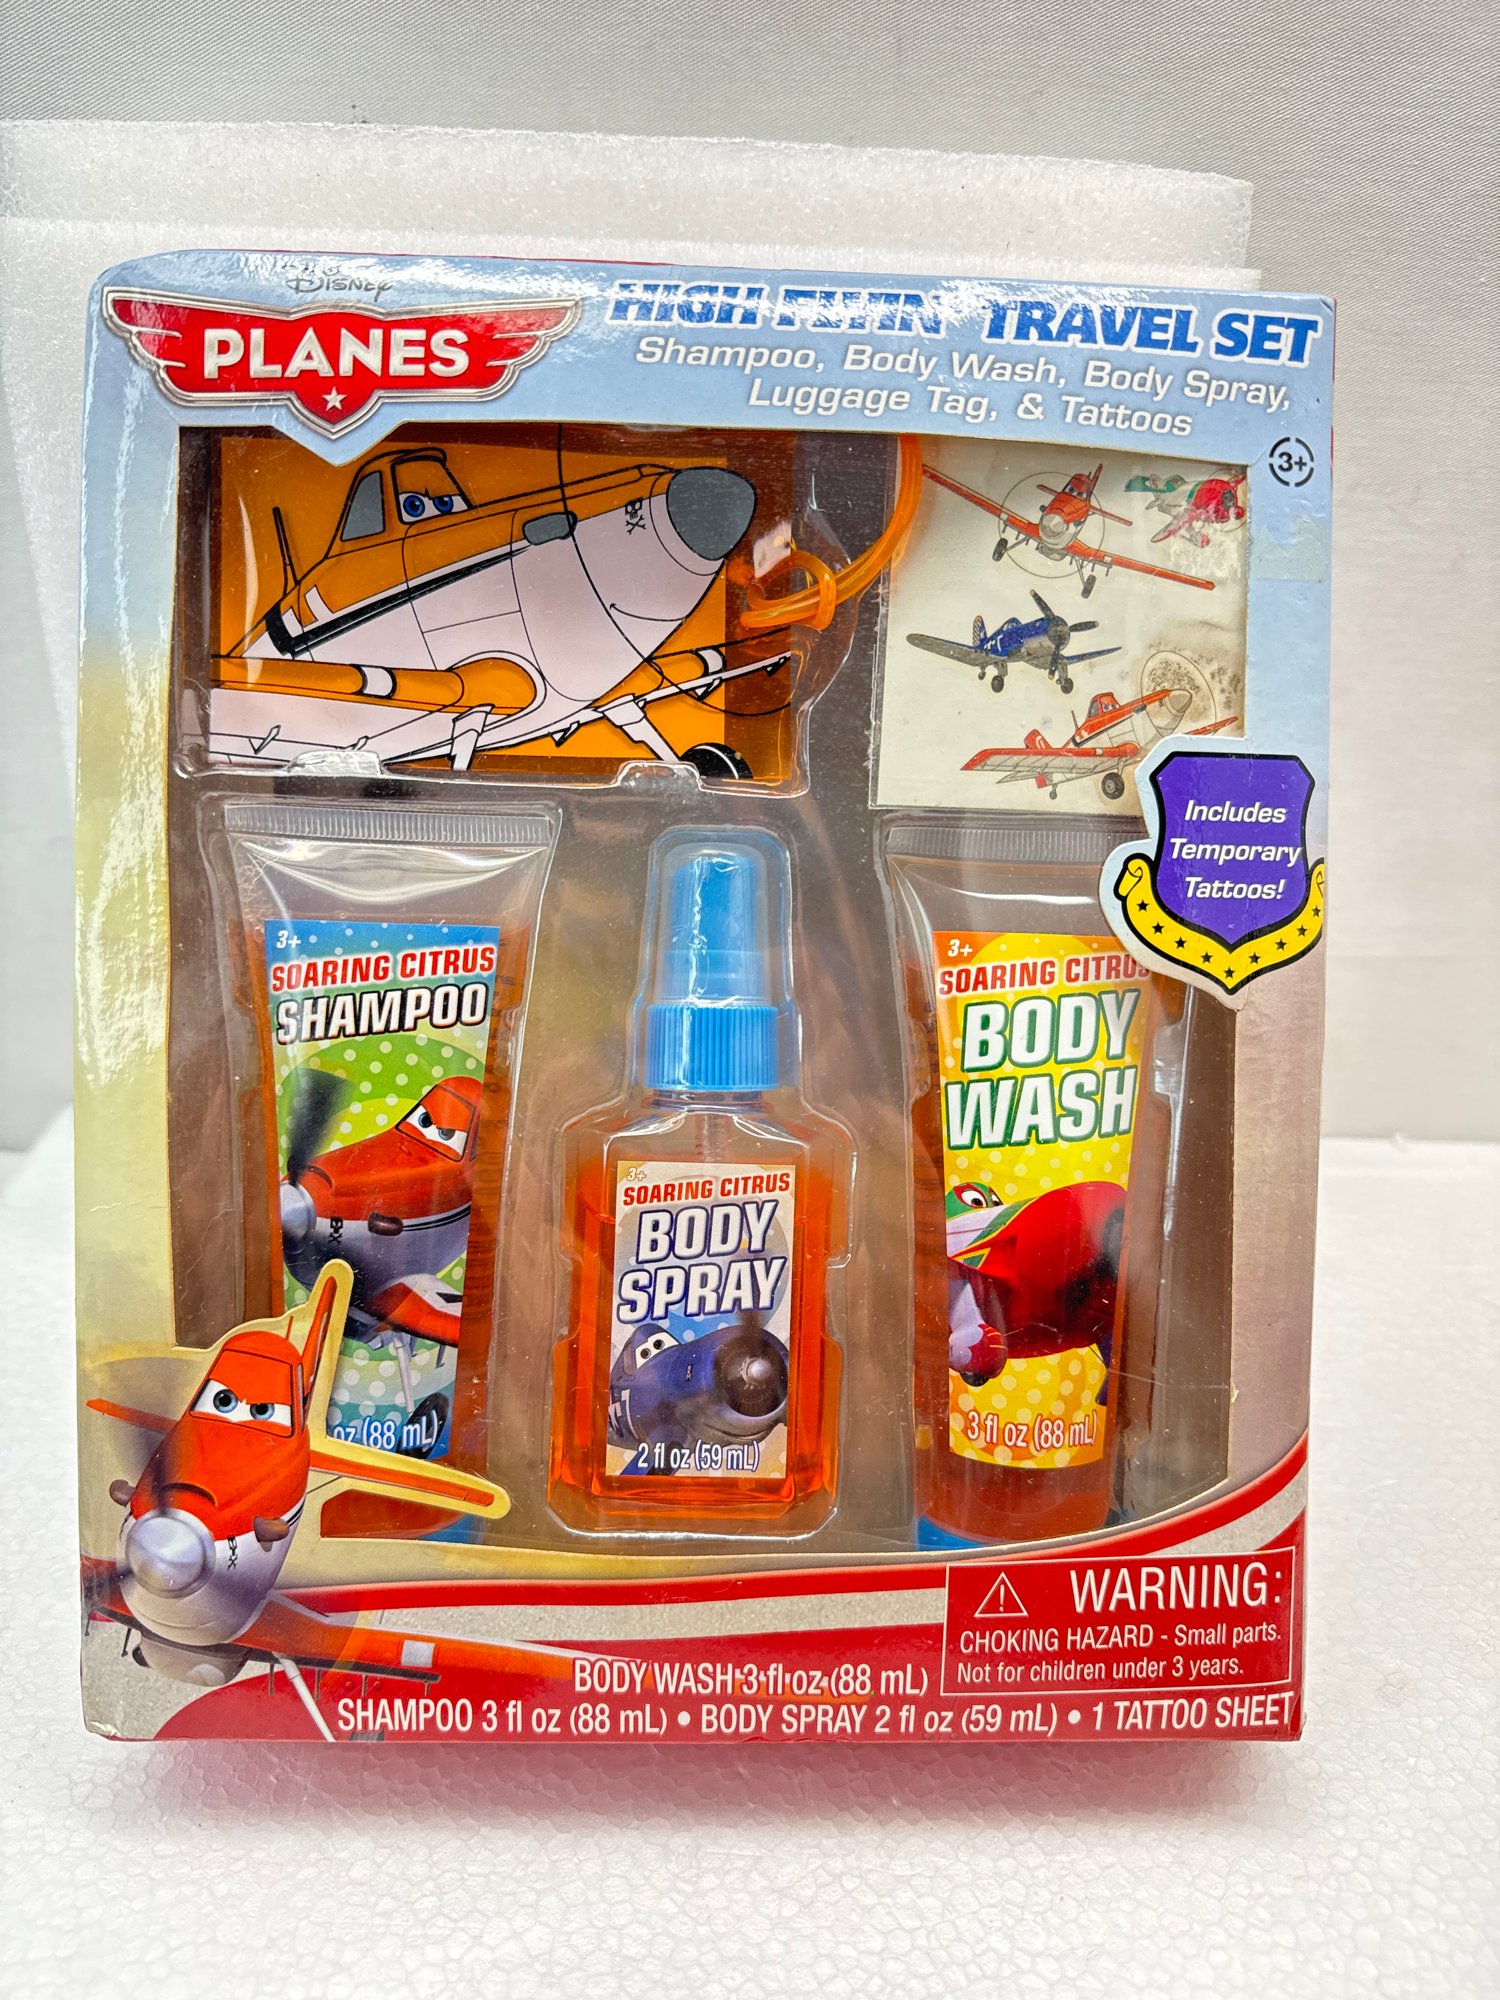 Disney
PLANES
HIGH FLYIN' TRAVEL SET
Shampoo, Body Wash, Body Spray,
Luggage Tag, & Tattoos
3+
Includes
Temporary
Tattoos!
3+
SOARING CITRUS
SHAMPOO
oz (88 mL)
3+
SOARING CITRUS
BODY
SPRAY
2 fl oz (59 mL)
3+
SOARING CITRUS
BODY
WASH
3 fl oz (88 mL)
WARNING:
CHOKING HAZARD - Small parts.
Not for children under 3 years.
BODY WASH 3 fl oz (88 mL)
SHAMPOO 3 fl oz (88 mL) • BODY SPRAY 2 fl oz (59 mL) • 1 TATTOO SHEET